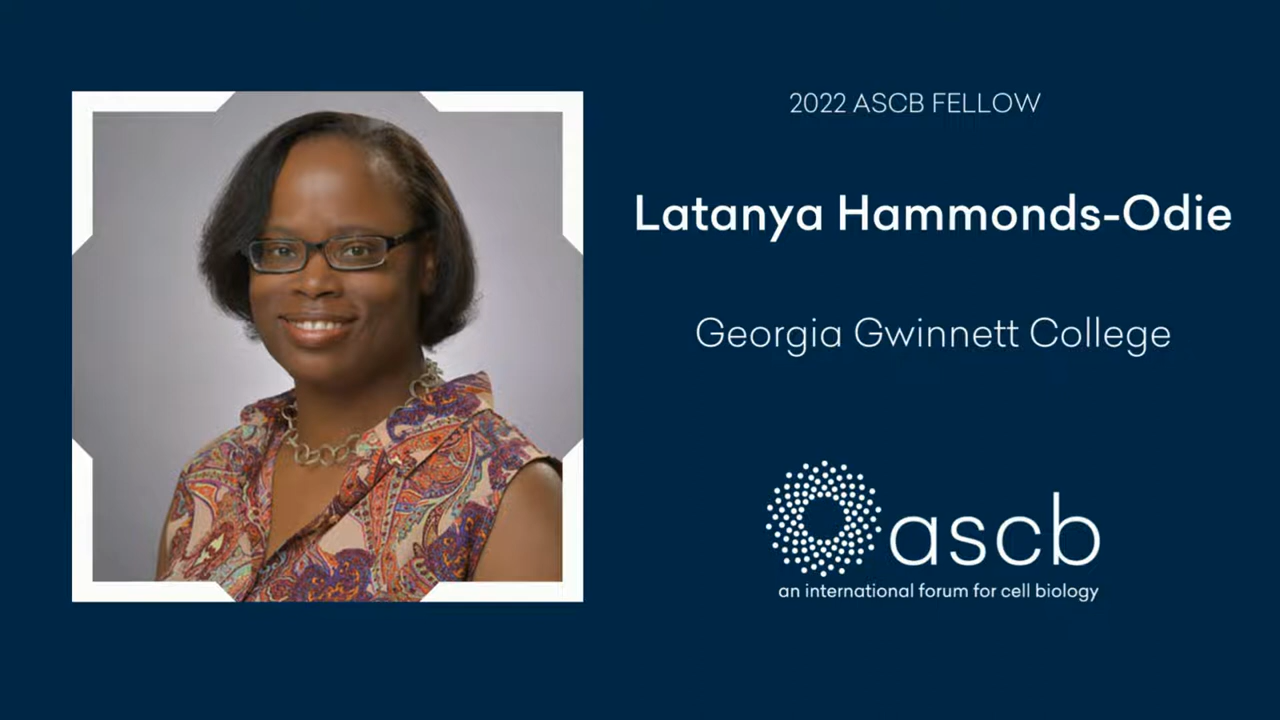 2022 ASCB FELLOW
Latanya Hammonds-Odie
Georgia Gwinnett College
ascb
an international forum for cell biology